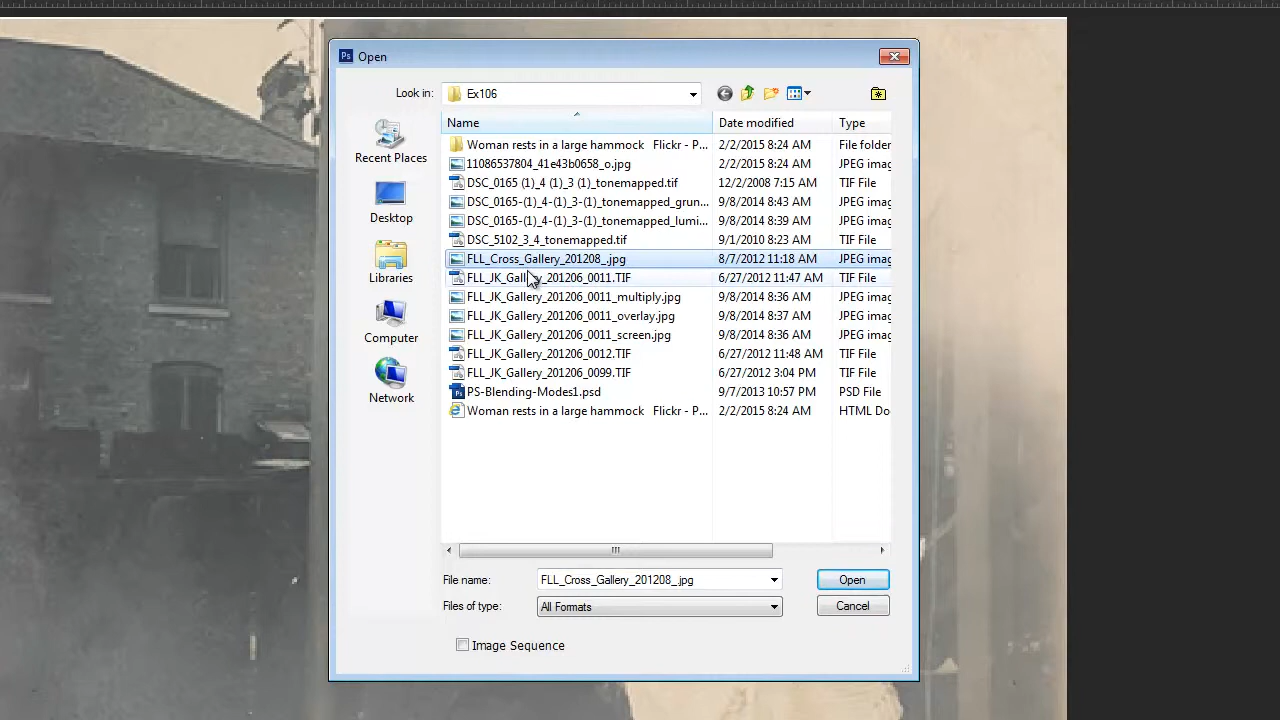 Ps Open
Look in: Ex106
Name Date modified Type
Woman rests in a large hammock Flickr - P... 2/2/2015 8:24 AM File folder
11086537804_41e43b0658_o.jpg 2/2/2015 8:24 AM JPEG imag
DSC_0165 (1)_4 (1)_3 (1)_tonemapped.tif 12/2/2008 7:15 AM TIF File
DSC_0165-(1)_4-(1)_3-(1)_tonemapped_grun... 9/8/2014 8:43 AM JPEG imag
DSC_0165-(1)_4-(1)_3-(1)_tonemapped_lumi... 9/8/2014 8:39 AM JPEG imag
DSC_5102_3_4_tonemapped.tif 9/1/2010 8:23 AM TIF File
FLL_Cross_Gallery_201208_.jpg 8/7/2012 11:18 AM JPEG imag
FLL_JK_Gallery_201206_0011.TIF 6/27/2012 11:47 AM TIF File
FLL_JK_Gallery_201206_0011_multiply.jpg 9/8/2014 8:36 AM JPEG imag
FLL_JK_Gallery_201206_0011_overlay.jpg 9/8/2014 8:37 AM JPEG imag
FLL_JK_Gallery_201206_0011_screen.jpg 9/8/2014 8:36 AM JPEG imag
FLL_JK_Gallery_201206_0012.TIF 6/27/2012 11:48 AM TIF File
FLL_JK_Gallery_201206_0099.TIF 6/27/2012 3:04 PM TIF File
PS-Blending-Modes1.psd 9/7/2013 10:57 PM PSD File
Woman rests in a large hammock Flickr - P... 2/2/2015 8:24 AM HTML Do
Recent Places
Desktop
Libraries
Computer
Network
File name: FLL_Cross_Gallery_201208_.jpg Open
Files of type: All Formats Cancel
Image Sequence